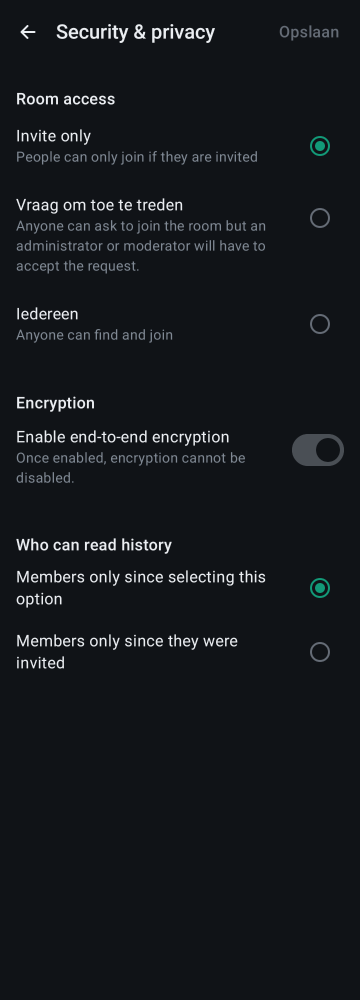 Security & privacy
Opslaan
Room access
Invite only
People can only join if they are invited
Vraag om toe te treden
Anyone can ask to join the room but an
administrator or moderator will have to
accept the request.
Iedereen
Anyone can find and join
Encryption
Enable end-to-end encryption
Once enabled, encryption cannot be
disabled.
Who can read history
Members only since selecting this
option
Members only since they were
invited